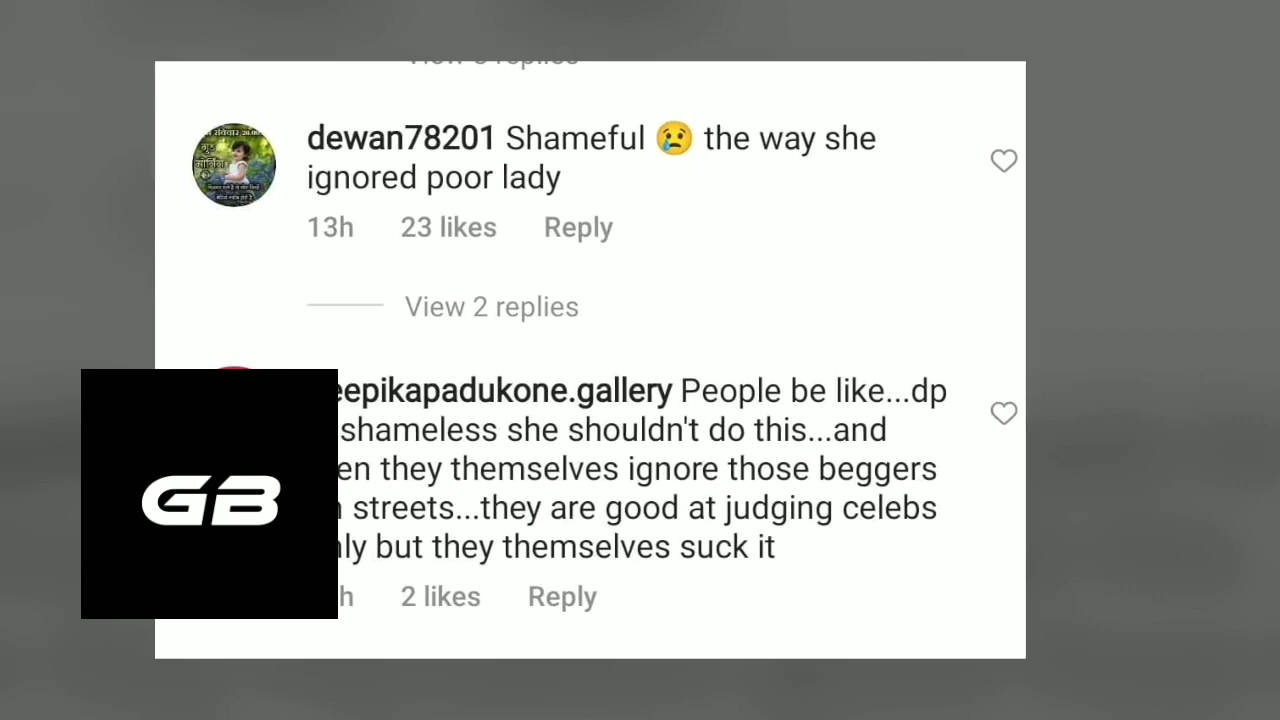 dewan78201 Shameful 😢 the way she
ignored poor lady
13h 23 likes Reply
View 2 replies
eepikapadukone.gallery People be like...dp
shameless she shouldn't do this...and
en they themselves ignore those beggers
streets...they are good at judging celebs
ly but they themselves suck it
h 2 likes Reply
GB